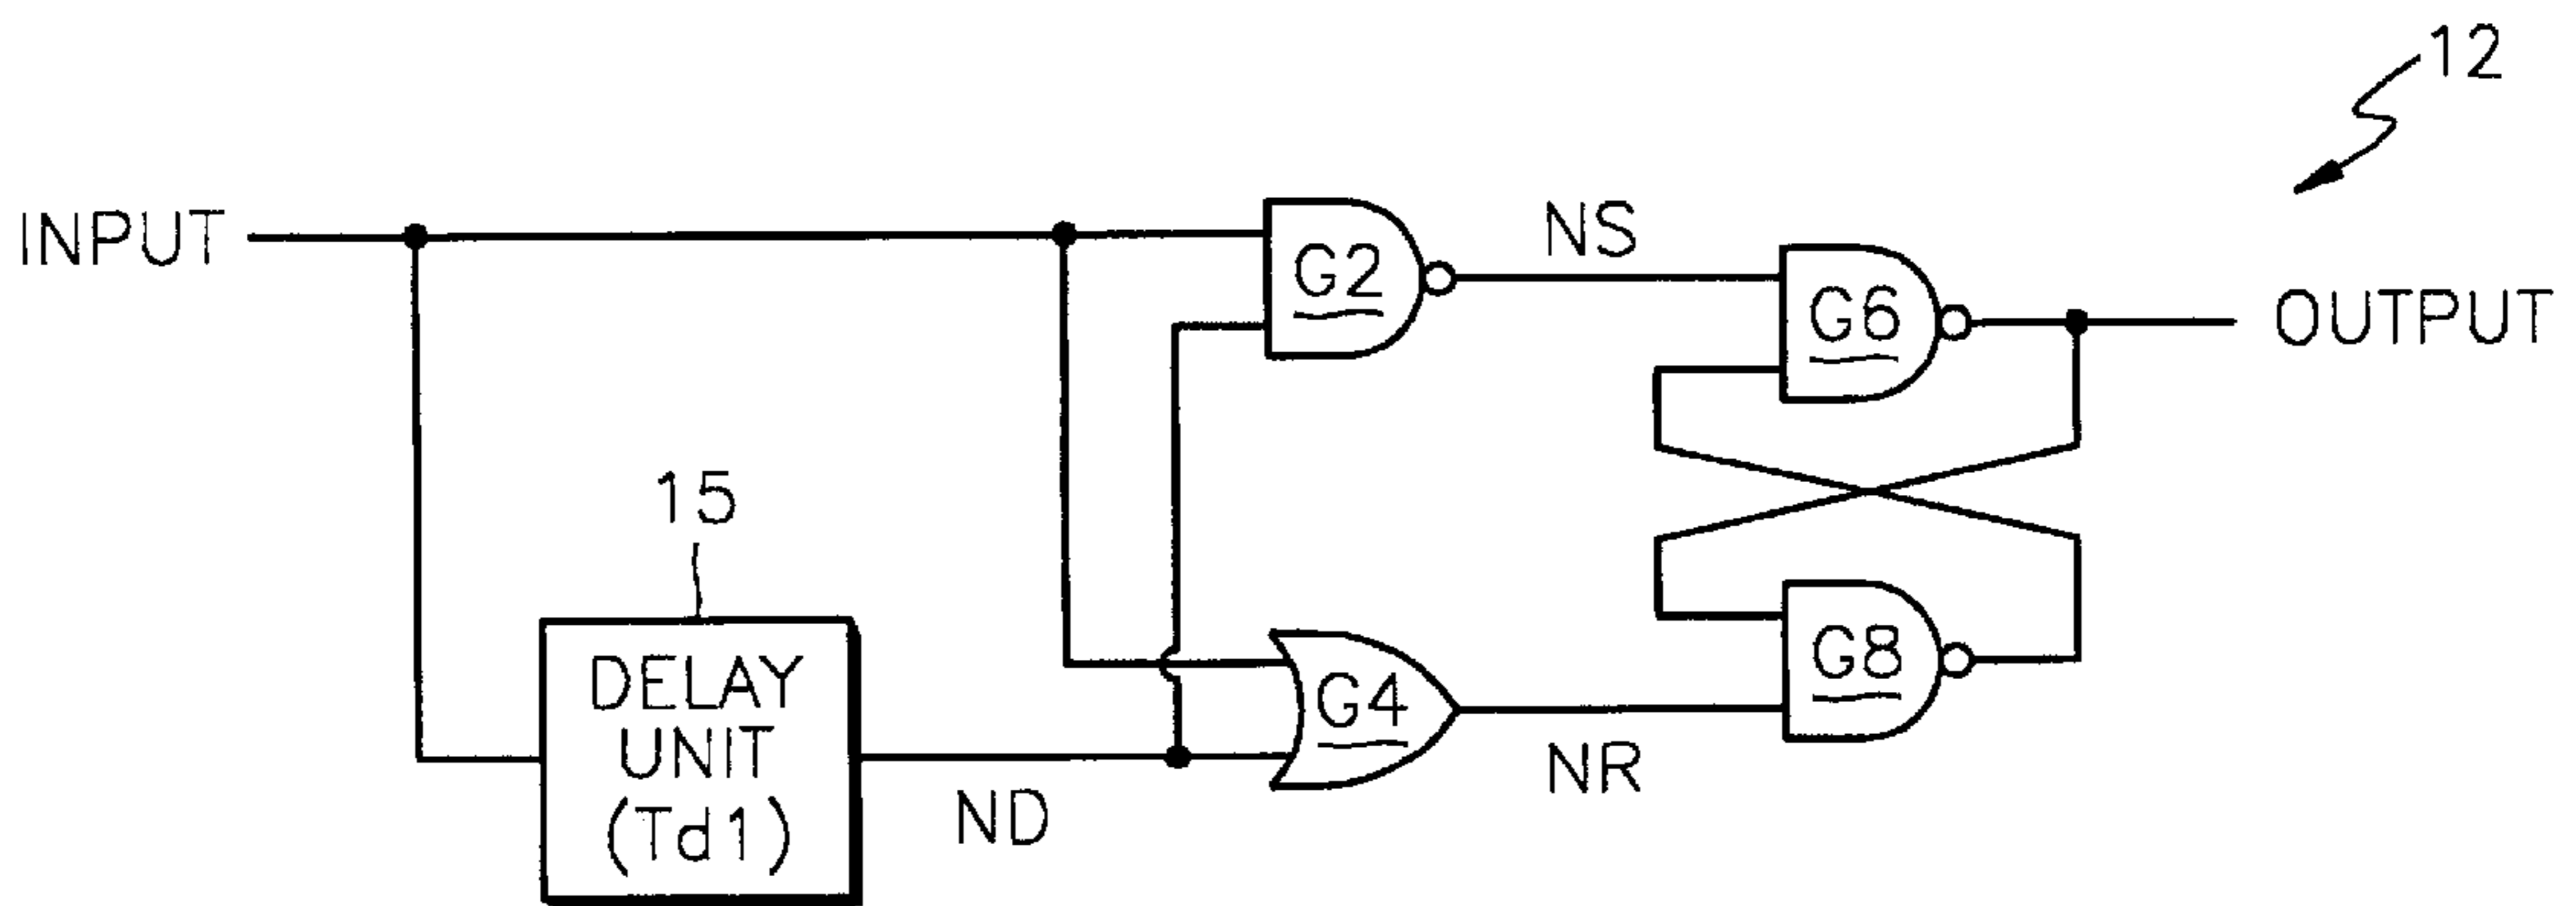 12
INPUT
G2
NS
G6
OUTPUT
15
DELAY
UNIT
(Td1)
ND
G4
NR
G8